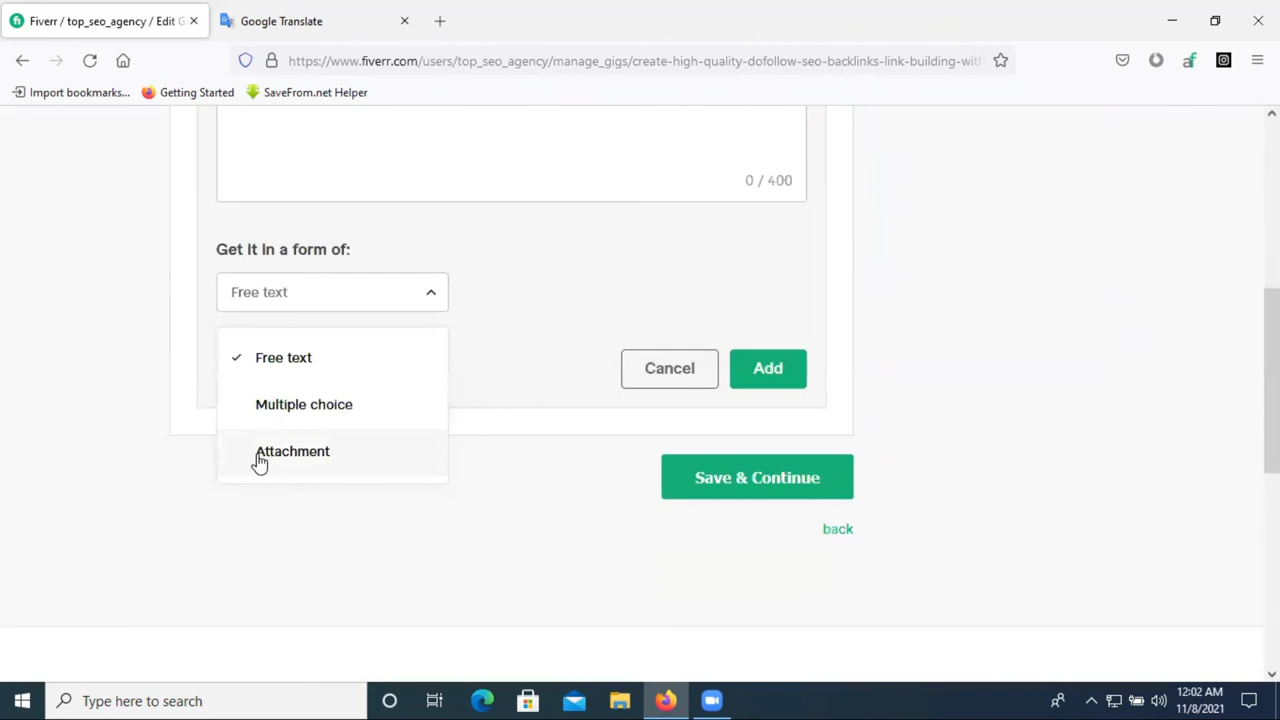 Fiverr / top_seo_agency / Edit G
Google Translate
https://www.fiverr.com/users/top_seo_agency/manage_gigs/create-high-quality-dofollow-seo-backlinks-link-building-wit
Import bookmarks...
Getting Started
SaveFrom.net Helper
0 / 400
Get it in a form of:
Free text
Free text
Multiple choice
Attachment
Cancel
Add
Save & Continue
back
Type here to search
12:02 AM
11/8/2021